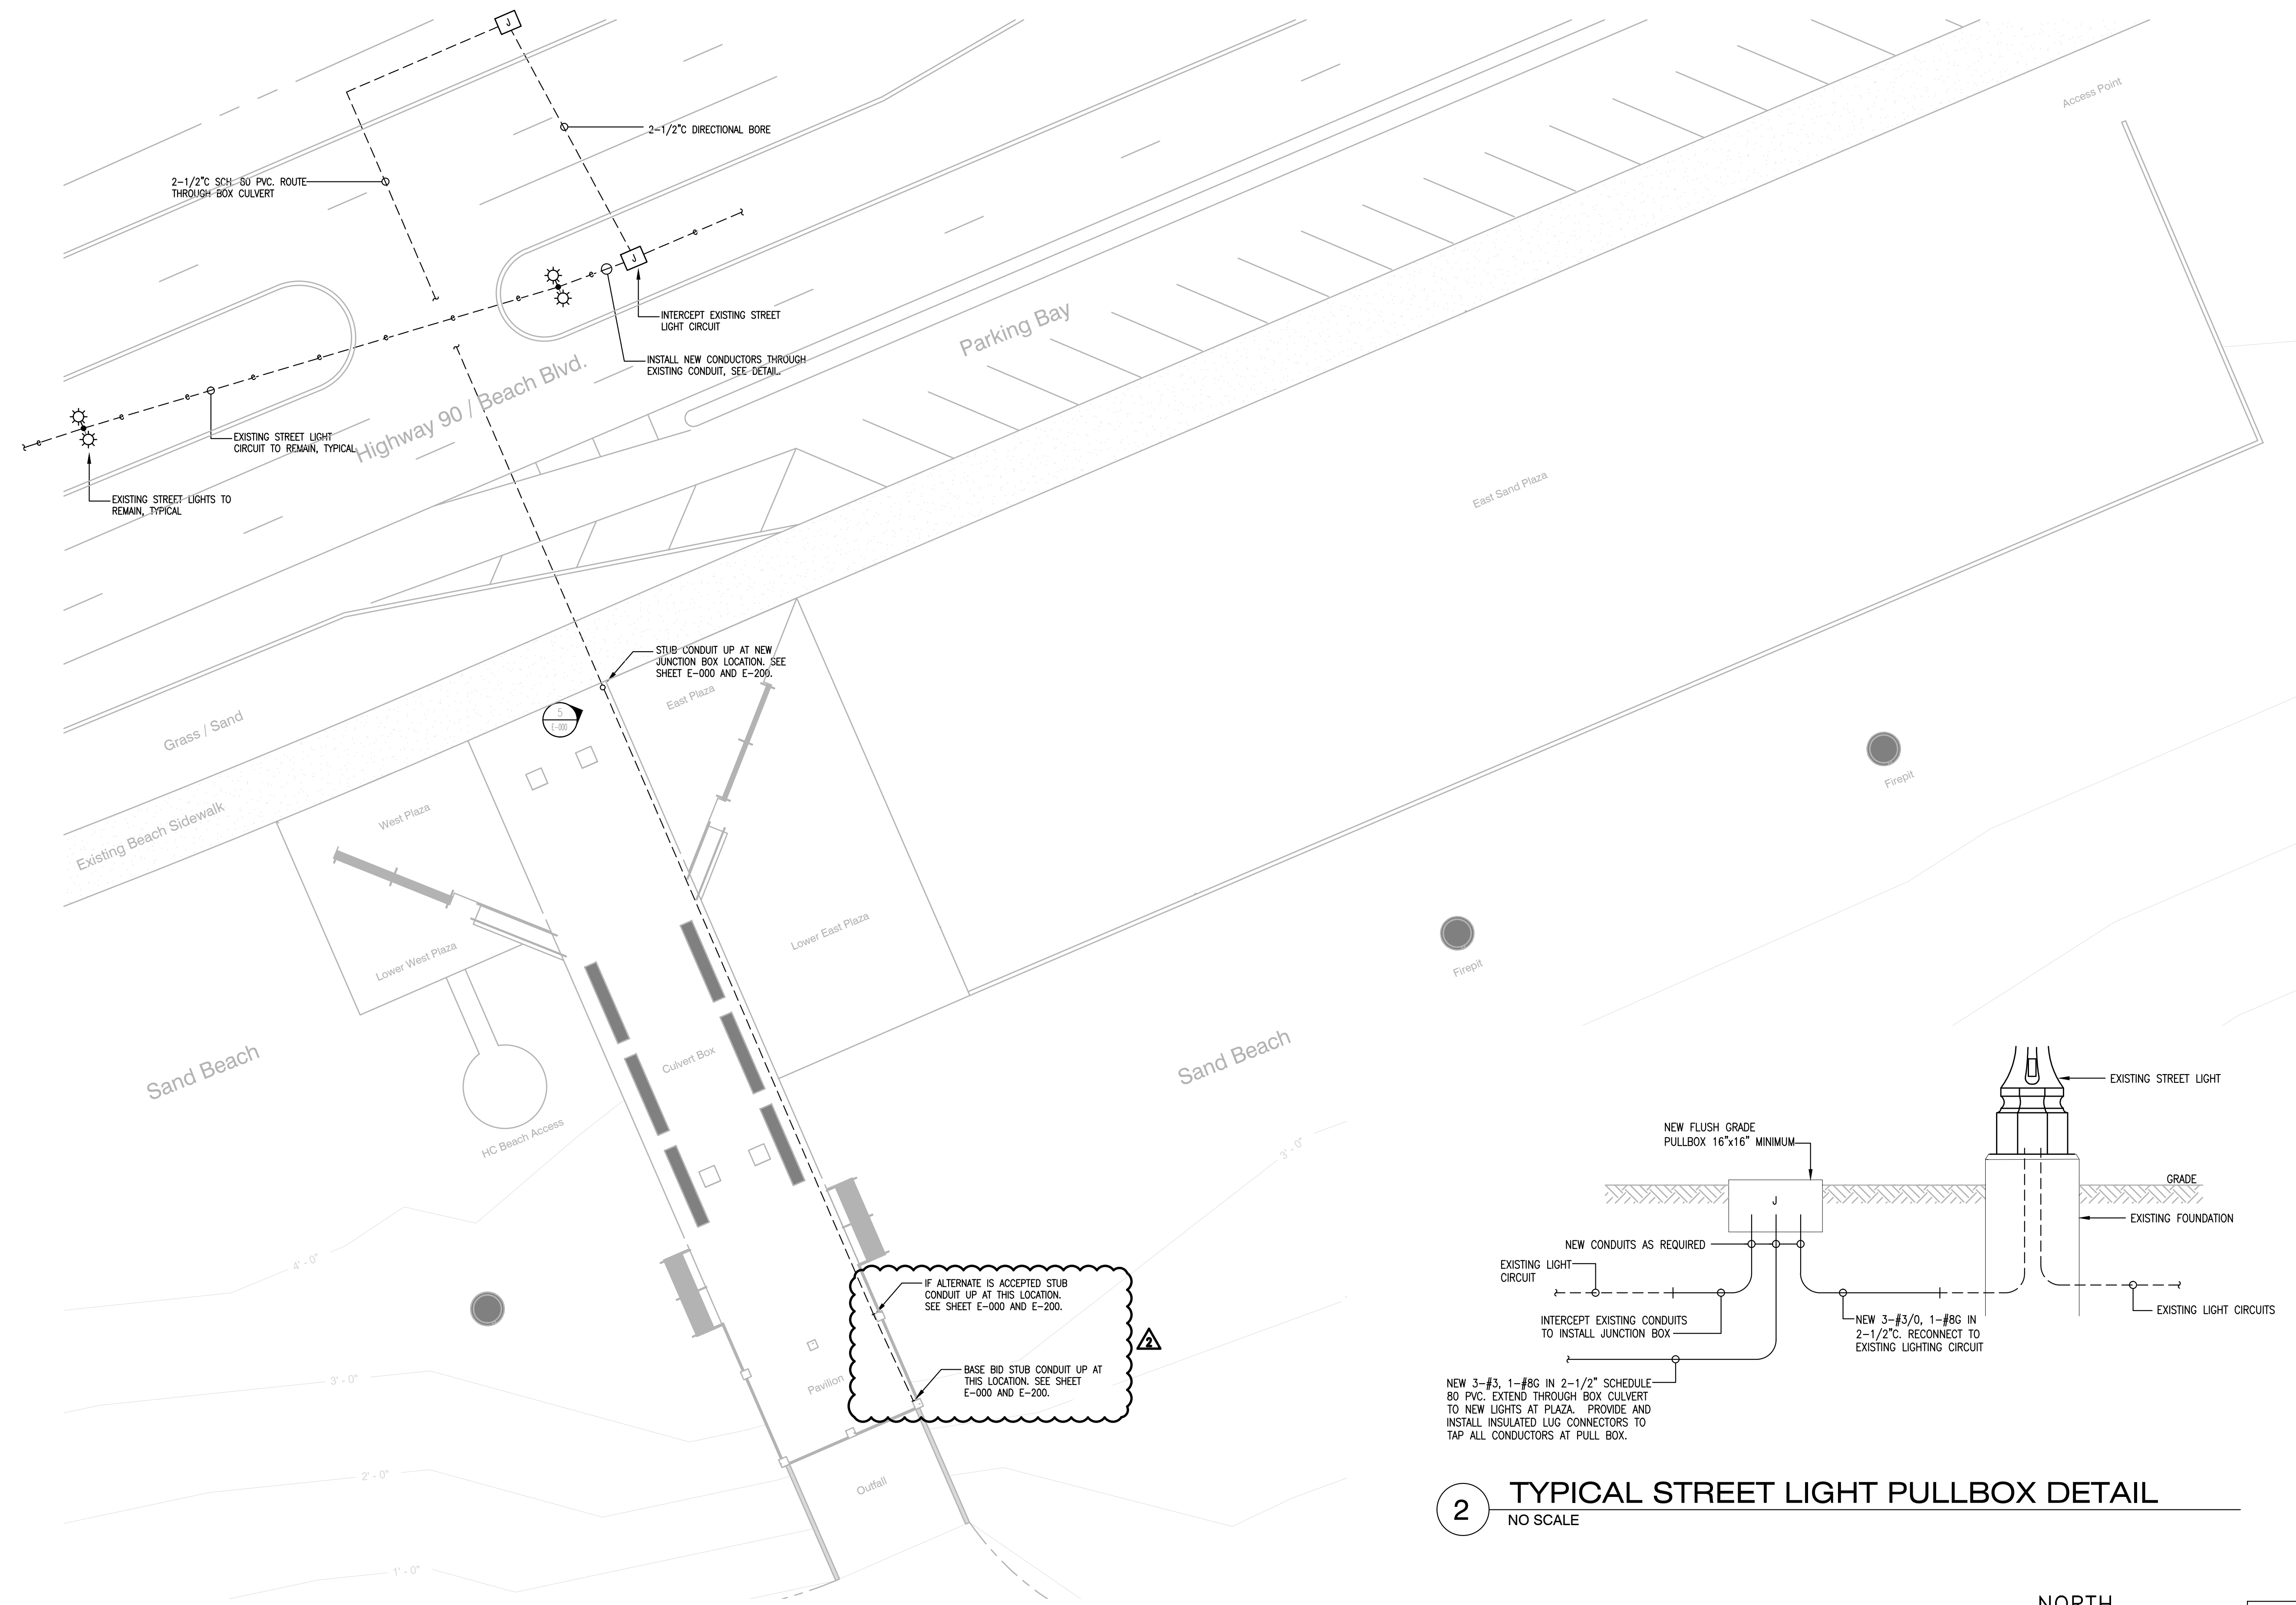 J
2-1/2"C DIRECTIONAL BORE
2-1/2"C SCH. 80 PVC. ROUTE
THROUGH BOX CULVERT
Access Point
J
INTERCEPT EXISTING STREET
LIGHT CIRCUIT
INSTALL NEW CONDUCTORS THROUGH
EXISTING CONDUIT, SEE DETAIL.
Parking Bay
Highway 90 / Beach Blvd.
EXISTING STREET LIGHT
CIRCUIT TO REMAIN, TYPICAL
EXISTING STREET LIGHTS TO
REMAIN, TYPICAL
East Sand Plaza
STUB CONDUIT UP AT NEW
JUNCTION BOX LOCATION. SEE
SHEET E-000 AND E-200.
East Plaza
5
E-000
Grass / Sand
Existing Beach Sidewalk
West Plaza
Firepit
Lower East Plaza
Lower West Plaza
Firepit
Sand Beach
Culvert Box
Sand Beach
HC Beach Access
3' - 0"
4' - 0"
IF ALTERNATE IS ACCEPTED STUB
CONDUIT UP AT THIS LOCATION.
SEE SHEET E-000 AND E-200.
2
BASE BID STUB CONDUIT UP AT
THIS LOCATION. SEE SHEET
E-000 AND E-200.
Pavilion
3' - 0"
2' - 0"
Outfall
1' - 0"
EXISTING STREET LIGHT
NEW FLUSH GRADE
PULLBOX 16"x16" MINIMUM
GRADE
J
EXISTING FOUNDATION
NEW CONDUITS AS REQUIRED
EXISTING LIGHT
CIRCUIT
EXISTING LIGHT CIRCUITS
INTERCEPT EXISTING CONDUITS
TO INSTALL JUNCTION BOX
NEW 3-#3/0, 1-#8G IN
2-1/2"C. RECONNECT TO
EXISTING LIGHTING CIRCUIT
NEW 3-#3, 1-#8G IN 2-1/2" SCHEDULE
80 PVC. EXTEND THROUGH BOX CULVERT
TO NEW LIGHTS AT PLAZA. PROVIDE AND
INSTALL INSULATED LUG CONNECTORS TO
TAP ALL CONDUCTORS AT PULL BOX.
2
TYPICAL STREET LIGHT PULLBOX DETAIL
NO SCALE
NORTH